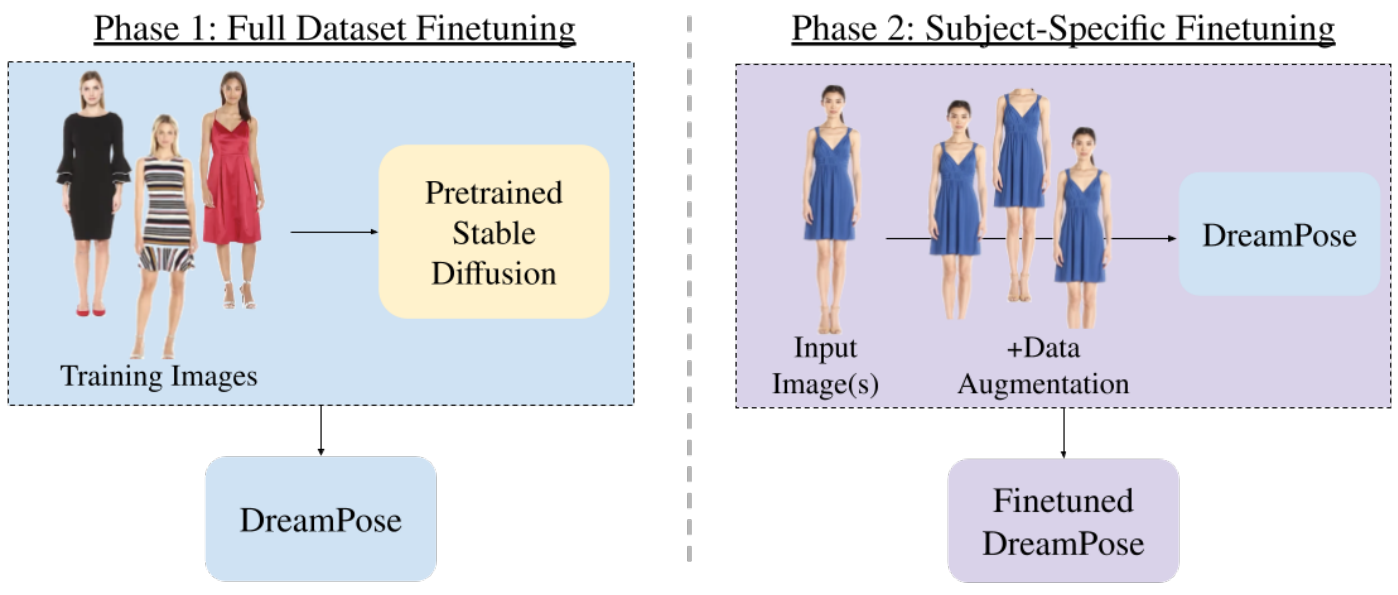 Phase 1: Full Dataset Finetuning
Pretrained
Stable
Diffusion
Training Images
DreamPose
Phase 2: Subject-Specific Finetuning
DreamPose
Input
Image(s)
+Data
Augmentation
Finetuned
DreamPose